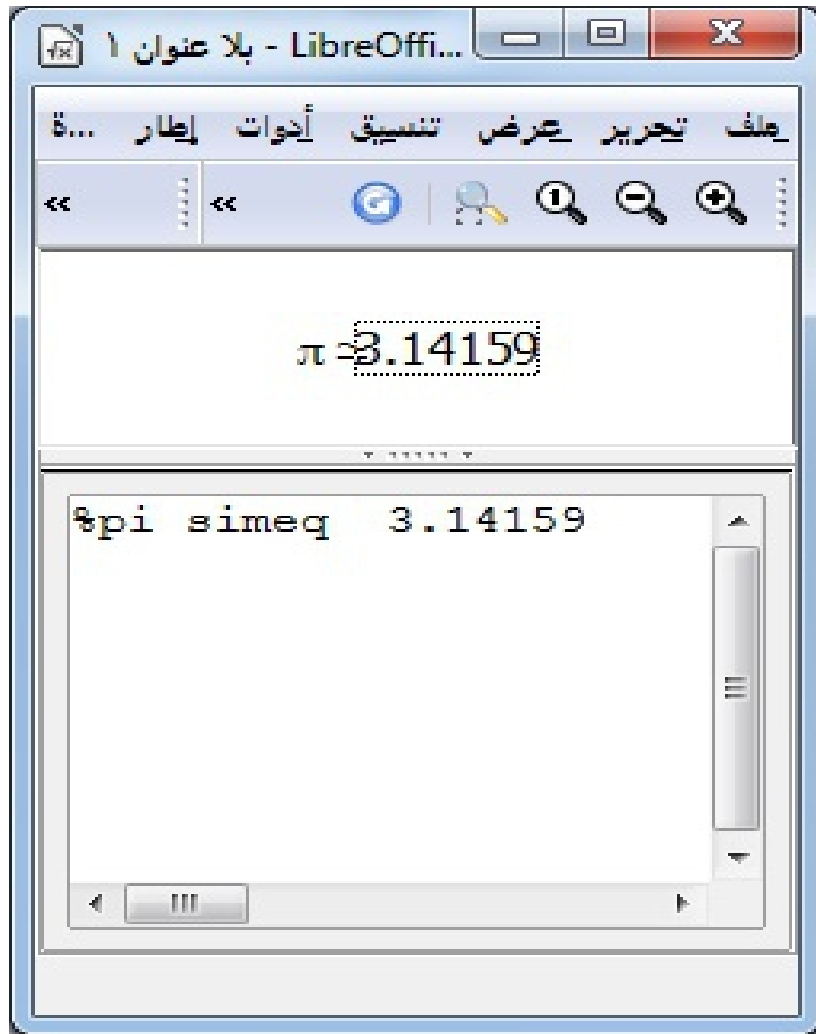 بلا عنوان ١ - LibreOffi...
ملف تحرير عرض تنسيق أدوات إطار ...ة
π ≃ 3.14159
%pi simeq  3.14159